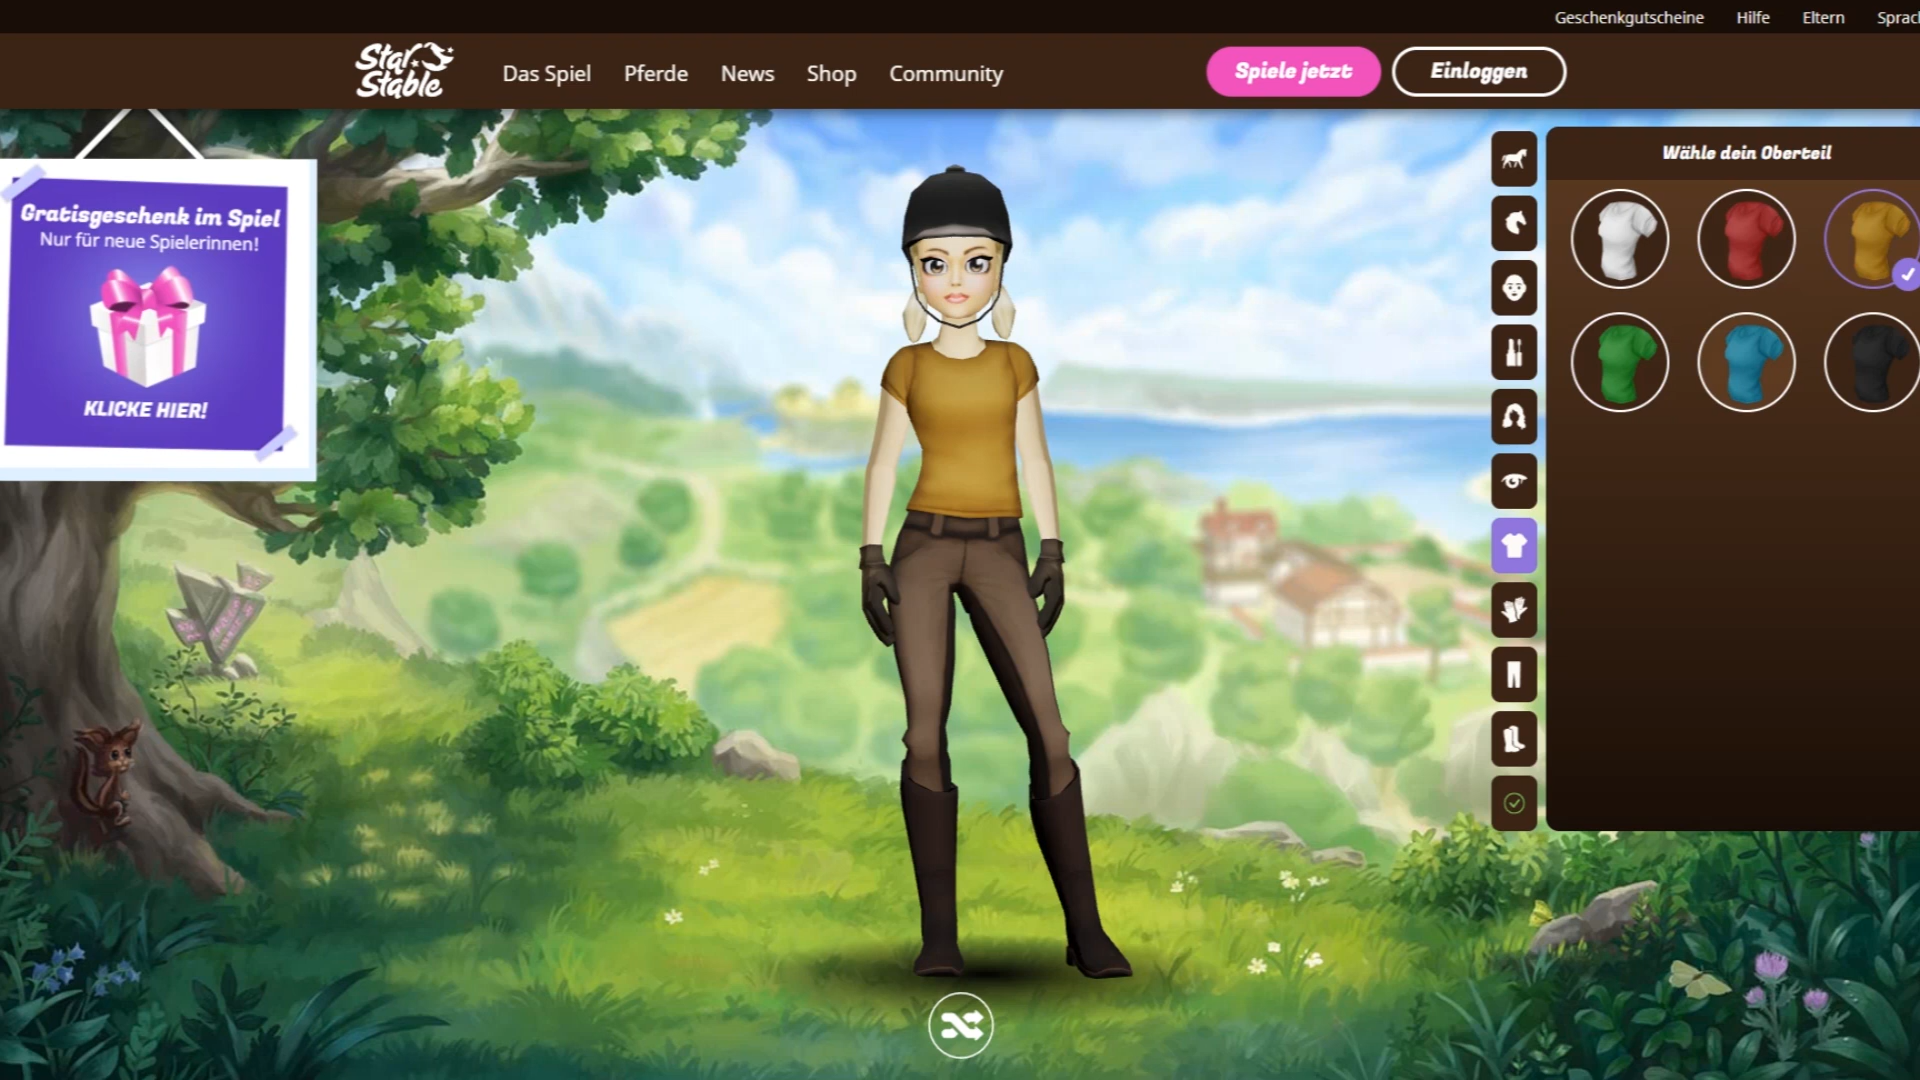 Geschenkgutscheine Hilfe Eltern
Star Stable
Das Spiel Pferde News Shop Community
Spiele jetzt Einloggen
Wähle dein Oberteil
Gratisgeschenk im Spiel
Nur für neue Spielerinnen!
KLICKE HIER!